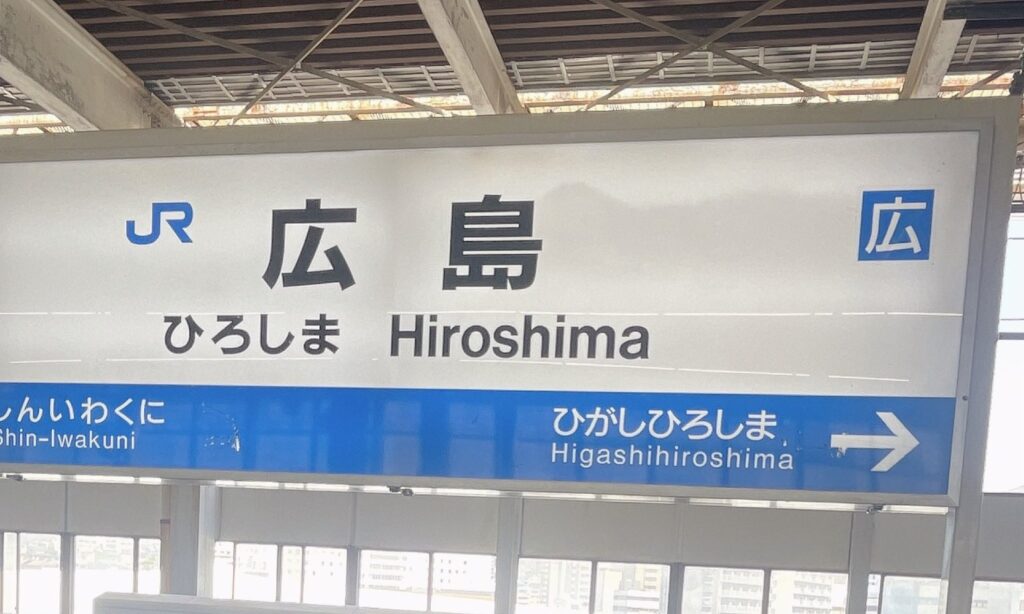 JR 広島 広
ひろしま Hiroshima
しんいわくに ひがしひろしま →
Shin-Iwakuni Higashihiroshima